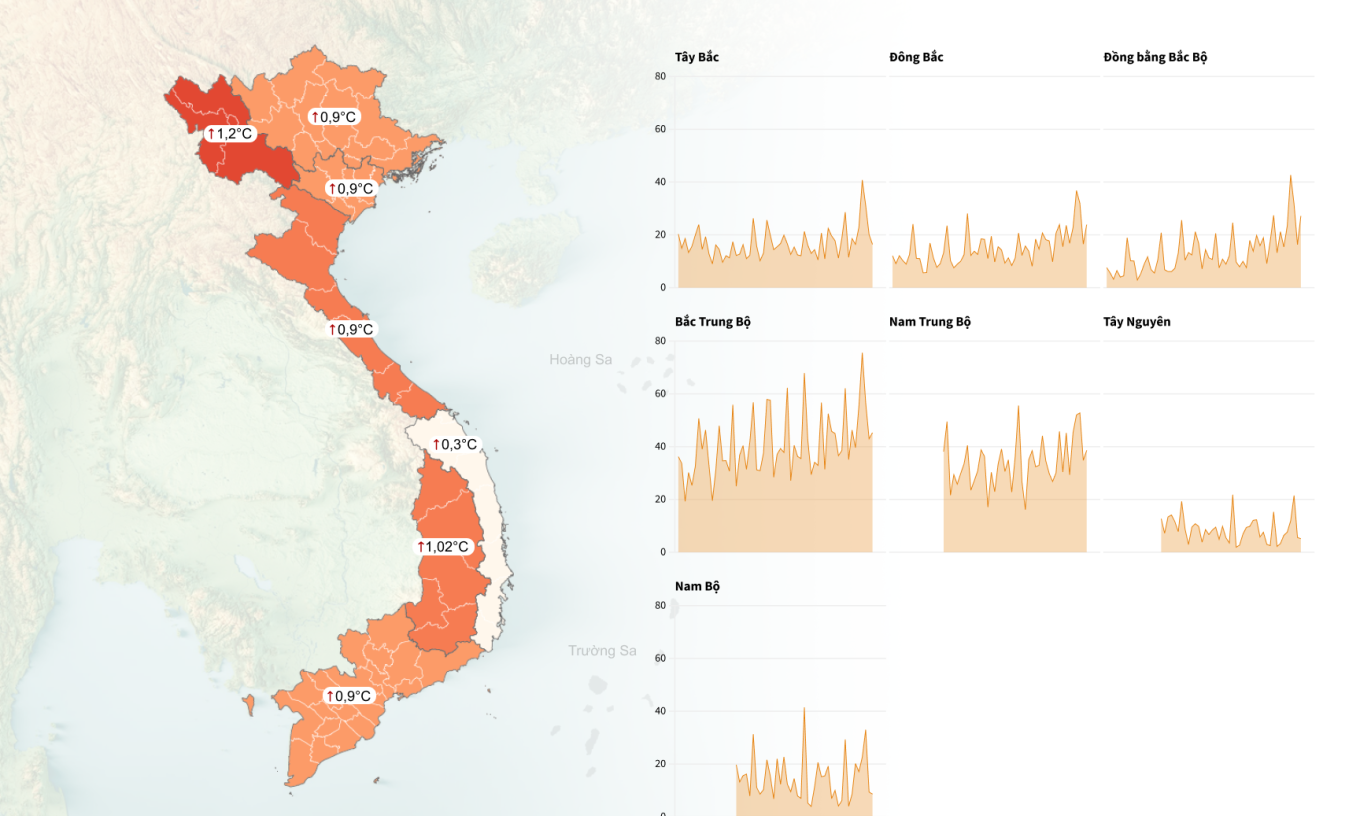 ↑1,2°C
↑0,9°C
↑0,9°C
↑0,9°C
↑0,3°C
↑1,02°C
↑0,9°C
Hoàng Sa
Trường Sa
Tây Bắc
Đông Bắc
Đồng bằng Bắc Bộ
80
60
40
20
0
Bắc Trung Bộ
Nam Trung Bộ
Tây Nguyên
80
60
40
20
0
Nam Bộ
80
60
40
20
0